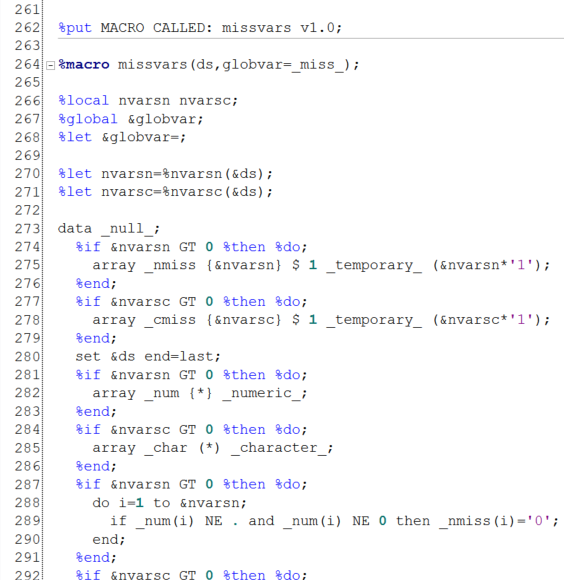 261
262 %put MACRO CALLED: missvars v1.0;
263
264 %macro missvars(ds,globvar=_miss_);
265
266 %local nvarsn nvarsc;
267 %global &globvar;
268 %let &globvar=;
269
270 %let nvarsn=%nvarsn(&ds);
271 %let nvarsc=%nvarsc(&ds);
272
273 data _null_;
274   %if &nvarsn GT 0 %then %do;
275     array _nmiss {&nvarsn} $ 1 _temporary_ (&nvarsn*'1');
276   %end;
277   %if &nvarsc GT 0 %then %do;
278     array _cmiss {&nvarsc} $ 1 _temporary_ (&nvarsc*'1');
279   %end;
280   set &ds end=last;
281   %if &nvarsn GT 0 %then %do;
282     array _num {*} _numeric_;
283   %end;
284   %if &nvarsc GT 0 %then %do;
285     array _char (*) _character_;
286   %end;
287   %if &nvarsn GT 0 %then %do;
288     do i=1 to &nvarsn;
289       if _num(i) NE . and _num(i) NE 0 then _nmiss(i)='0';
290     end;
291   %end;
292   %if &nvarsc GT 0 %then %do;